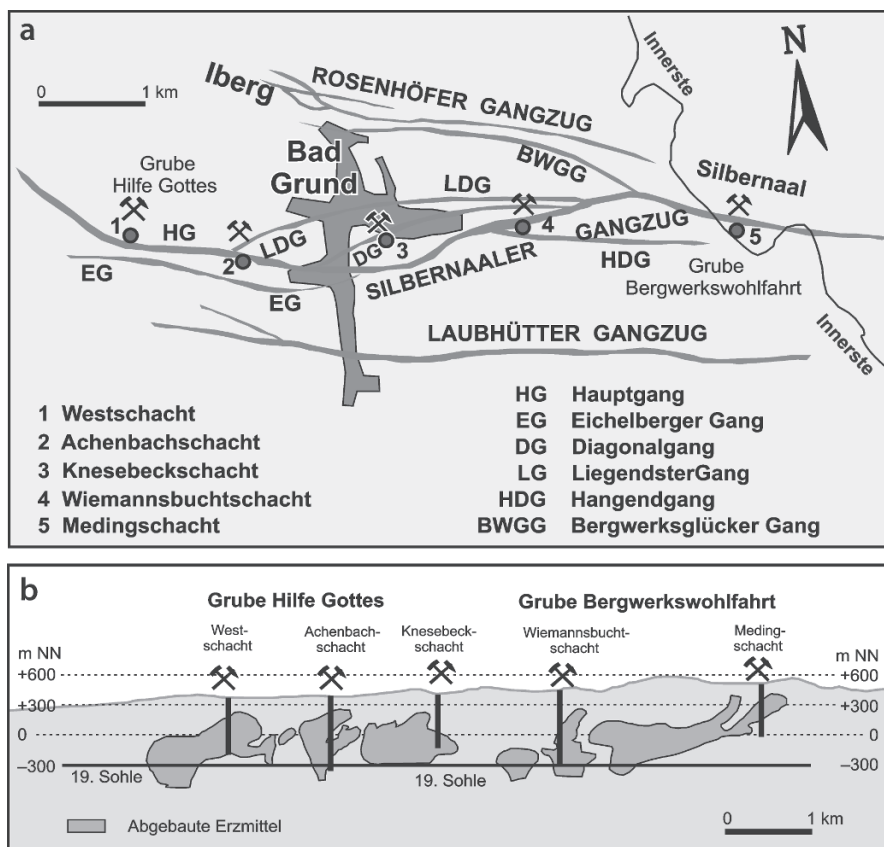 a
0 1 km
Iberg
ROSENHÖFER GANGZUG
Innerste
N
Bad
Grund
BWGG
Silbernaal
Grube
Hilfe Gottes
LDG
1
HG
2
LDG
DG
3
4
5
EG
EG
SILBERNAALER
GANGZUG
HDG
Grube
Bergwerkswohlfahrt
LAUBHÜTTER GANGZUG
Innerste
1 Westschacht
2 Achenbachschacht
3 Knesebeckschacht
4 Wiemannsbuchtschacht
5 Medingschacht
HG Hauptgang
EG Eichelberger Gang
DG Diagonalgang
LG LiegendsterGang
HDG Hangendgang
BWGG Bergwerksglücker Gang
b
Grube Hilfe Gottes
Grube Bergwerkswohlfahrt
m NN
West-
schacht
Achenbach-
schacht
Knesebeck-
schacht
Wiemannsbucht-
schacht
Meding-
schacht
m NN
+600 +600
+300 +300
0 0
–300 –300
19. Sohle 19. Sohle
Abgebaute Erzmittel
0 1 km